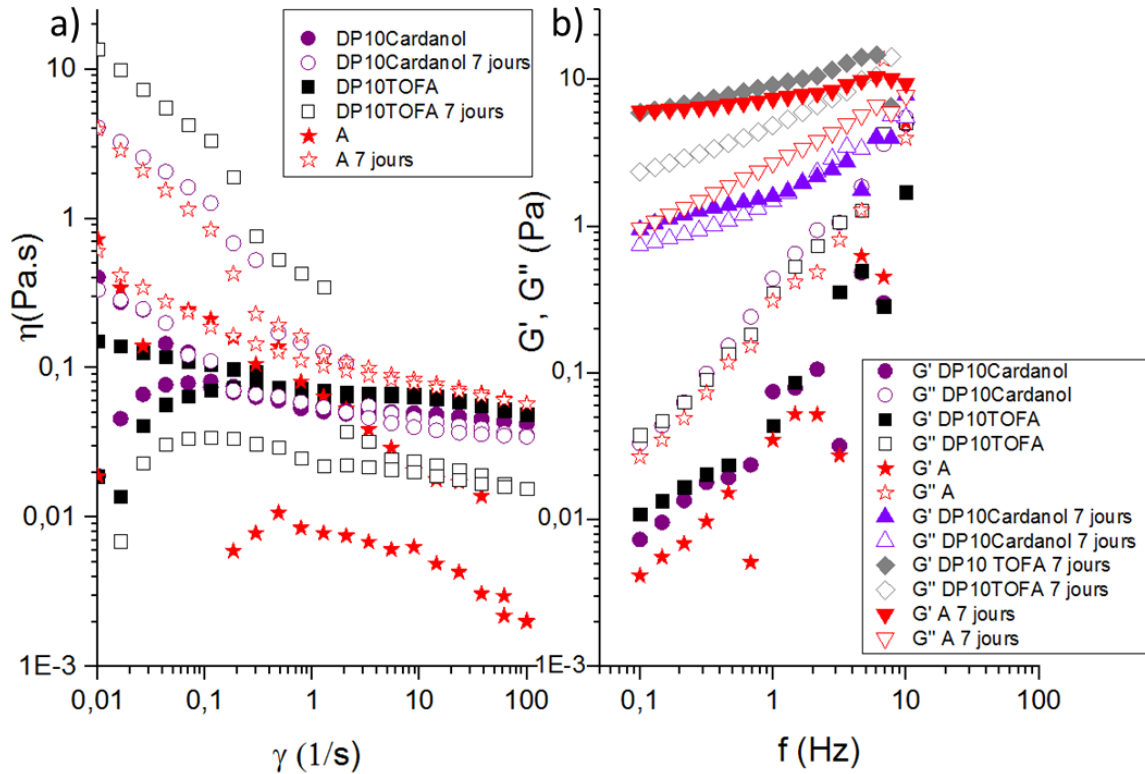 a)
10
1
0,1
0,01
1E-3
η(Pa.s)
0,01
0,1
1
10
100
γ (1/s)
DP10Cardanol
DP10Cardanol 7 jours
DP10TOFA
DP10TOFA 7 jours
A
A 7 jours
b)
10
1
0,1
0,01
1E-3
G', G'' (Pa)
0,1
1
10
100
f (Hz)
G' DP10Cardanol
G'' DP10Cardanol
G' DP10TOFA
G'' DP10TOFA
G' A
G'' A
G' DP10Cardanol 7 jours
G'' DP10Cardanol 7 jours
G' DP10 TOFA 7 jours
G'' DP10TOFA 7 jours
G' A 7 jours
G'' A 7 jours